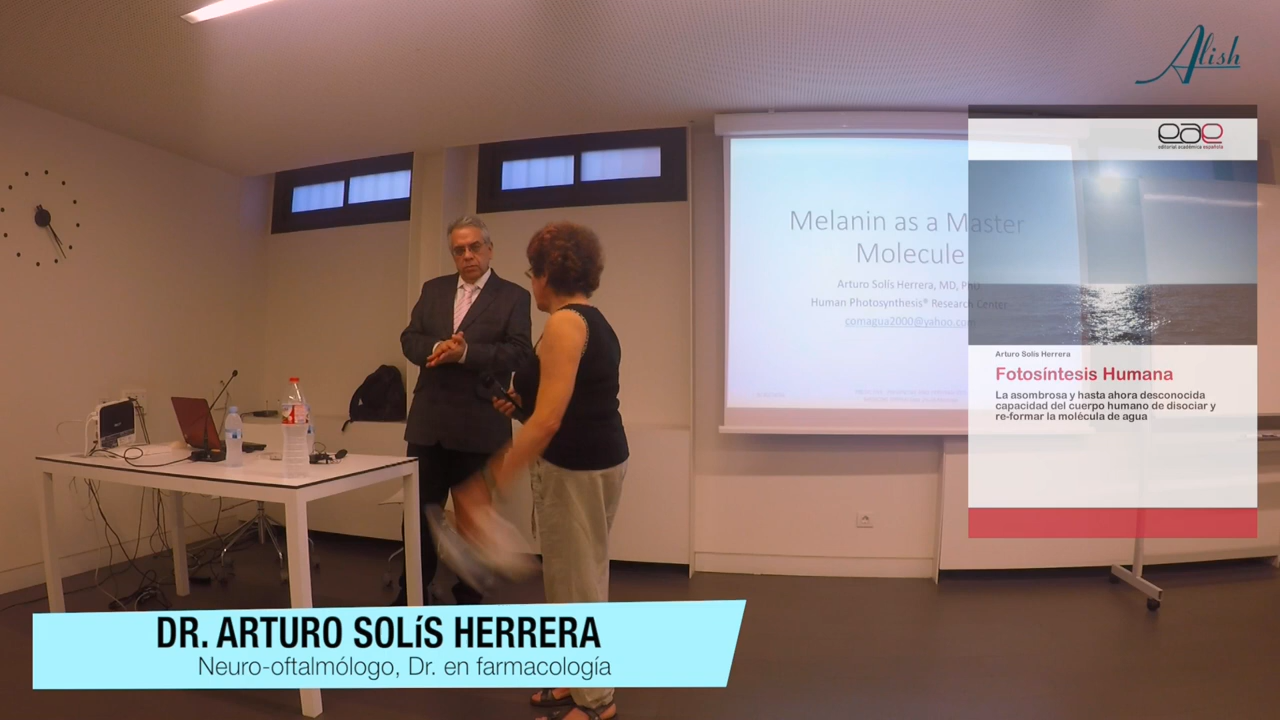 Alish
eae
editorial académica española
Melanin as a Master
Molecule
Arturo Solís Herrera, MD, PhD
Human Photosynthesis® Research Center
comagua2000@yahoo.com
Arturo Solís Herrera
Fotosíntesis Humana
La asombrosa y hasta ahora desconocida
capacidad del cuerpo humano de disociar y
re-formar la molécula de agua
DR. ARTURO SOLíS HERRERA
Neuro-oftalmólogo, Dr. en farmacología